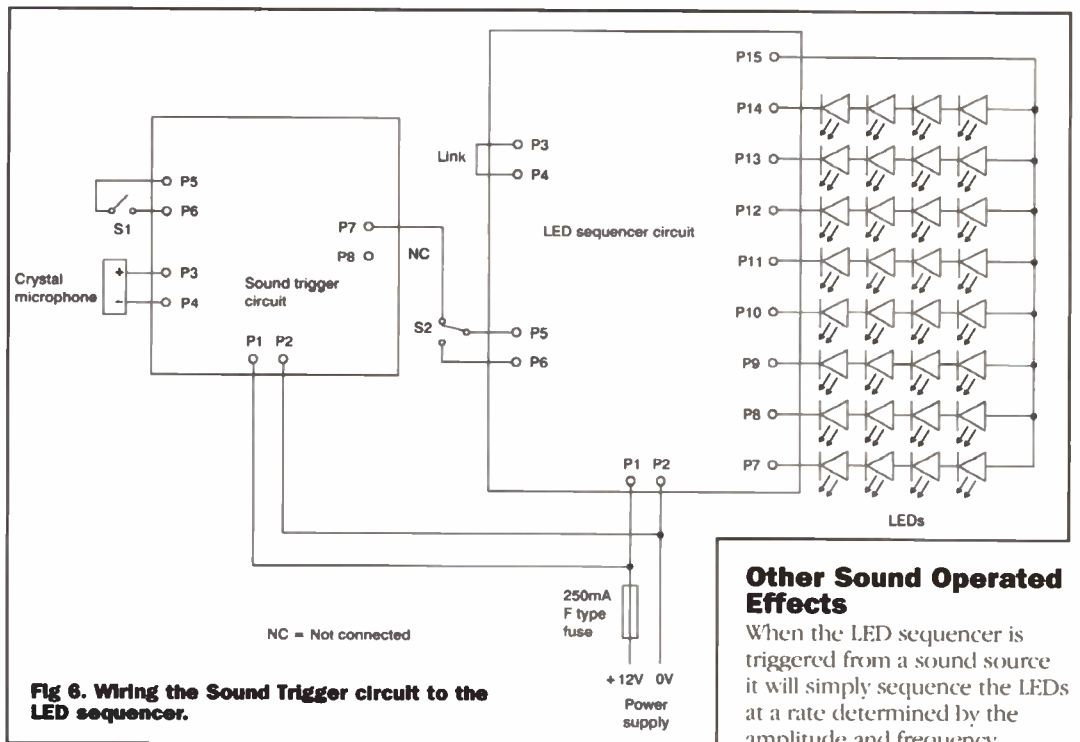 P15
P14
P13
P12
P11
P10
P9
P8
P7
LEDs
Link
P3
P4
LED sequencer circuit
P5
P6
P1 P2
S2
P5
P6
S1
Crystal
microphone
+
−
P3
P4
P7
P8
NC
Sound trigger
circuit
P1 P2
250mA
F type
fuse
+12V 0V
Power
supply
NC = Not connected
Fig 6. Wiring the Sound Trigger circuit to the
LED sequencer.
Other Sound Operated
Effects
When the LED sequencer is
triggered from a sound source
it will simply sequence the LEDs
at a rate determined by the
amplitude and frequency